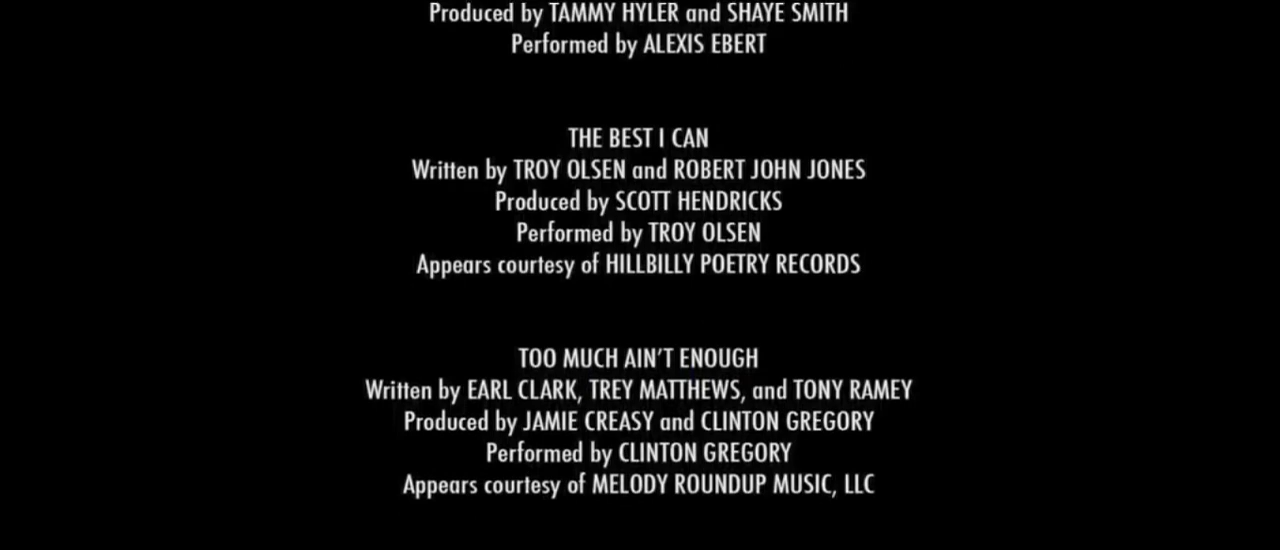 Produced by TAMMY HYLER and SHAYE SMITH
Performed by ALEXIS EBERT
THE BEST I CAN
Written by TROY OLSEN and ROBERT JOHN JONES
Produced by SCOTT HENDRICKS
Performed by TROY OLSEN
Appears courtesy of HILLBILLY POETRY RECORDS
TOO MUCH AIN'T ENOUGH
Written by EARL CLARK, TREY MATTHEWS, and TONY RAMEY
Produced by JAMIE CREASY and CLINTON GREGORY
Performed by CLINTON GREGORY
Appears courtesy of MELODY ROUNDUP MUSIC, LLC